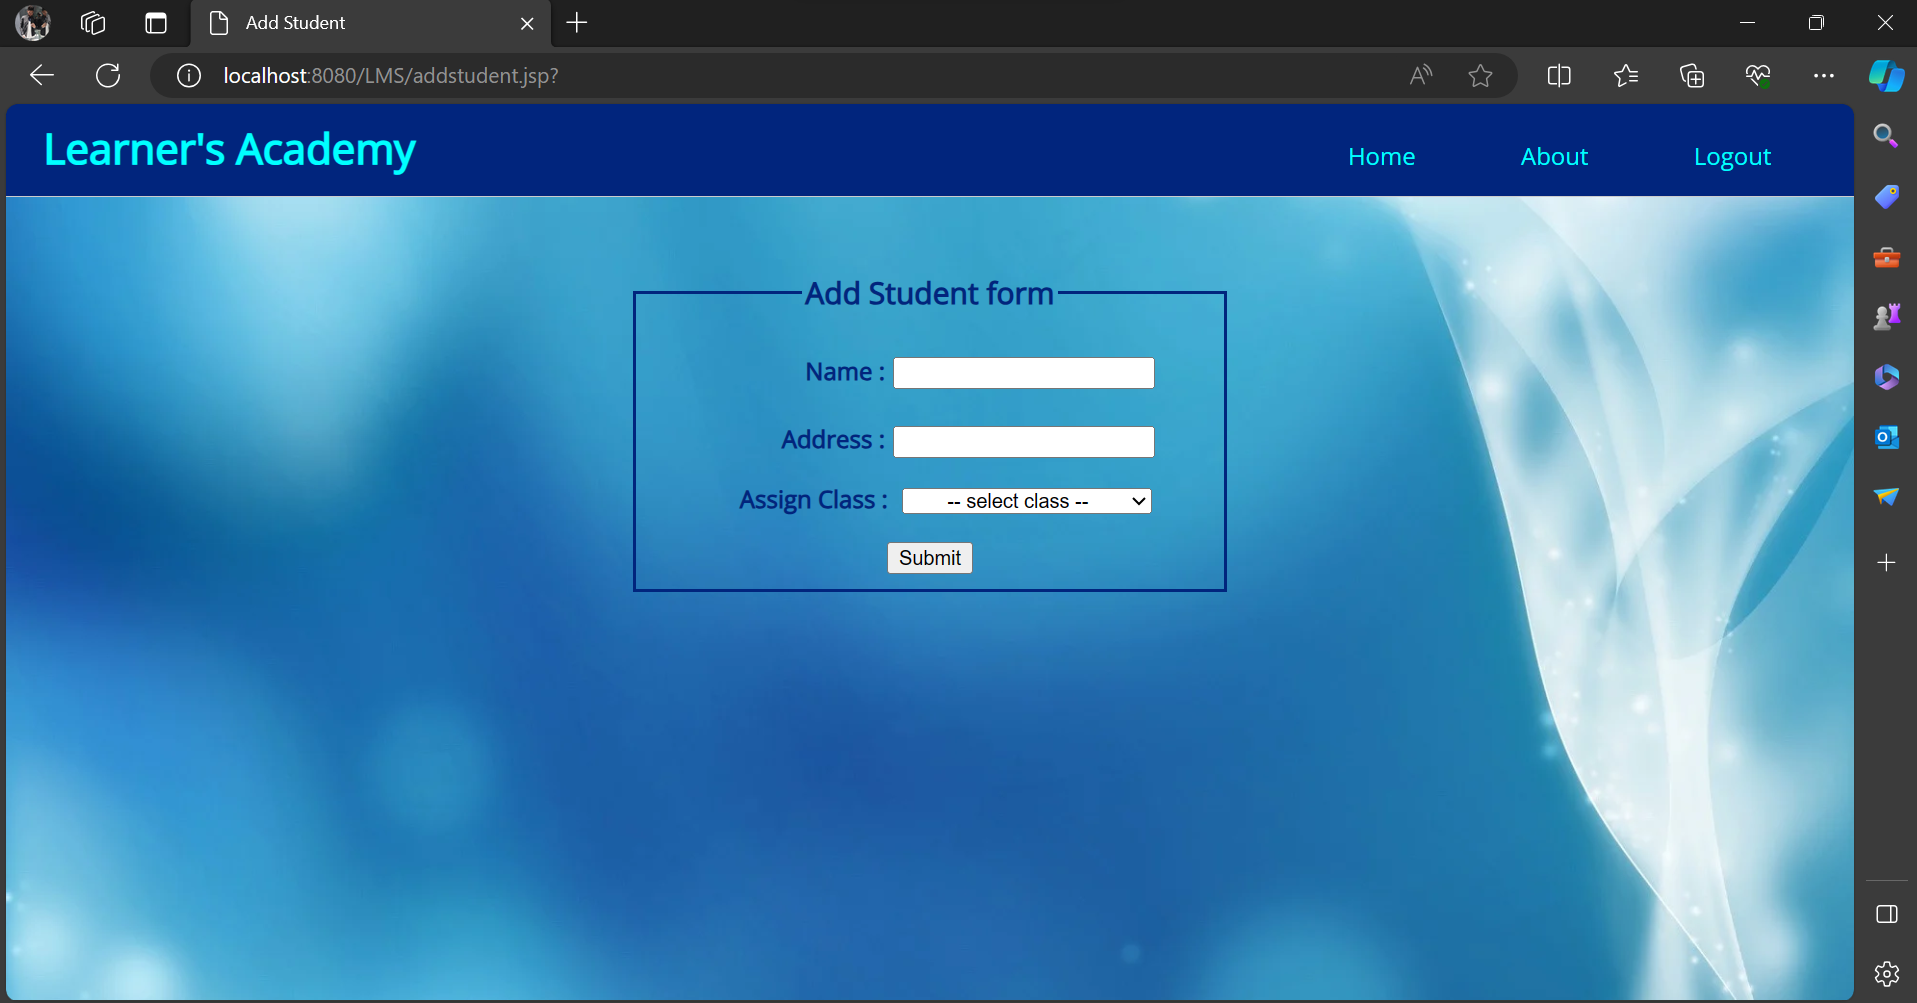 Add Student
localhost:8080/LMS/addstudent.jsp?
Learner's Academy
Home
About
Logout
Add Student form
Name :
Address :
Assign Class :
-- select class --
Submit